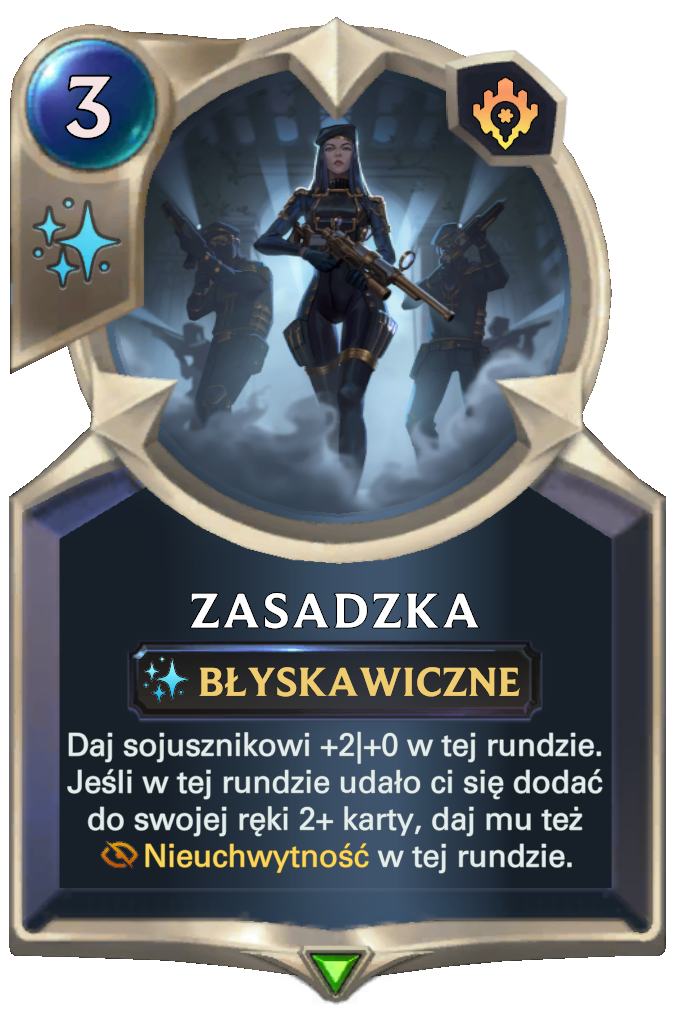 3
ZASADZKA
BŁYSKAWICZNE
Daj sojusznikowi +2|+0 w tej rundzie.
Jeśli w tej rundzie udało ci się dodać
do swojej ręki 2+ karty, daj mu też
Nieuchwytność w tej rundzie.